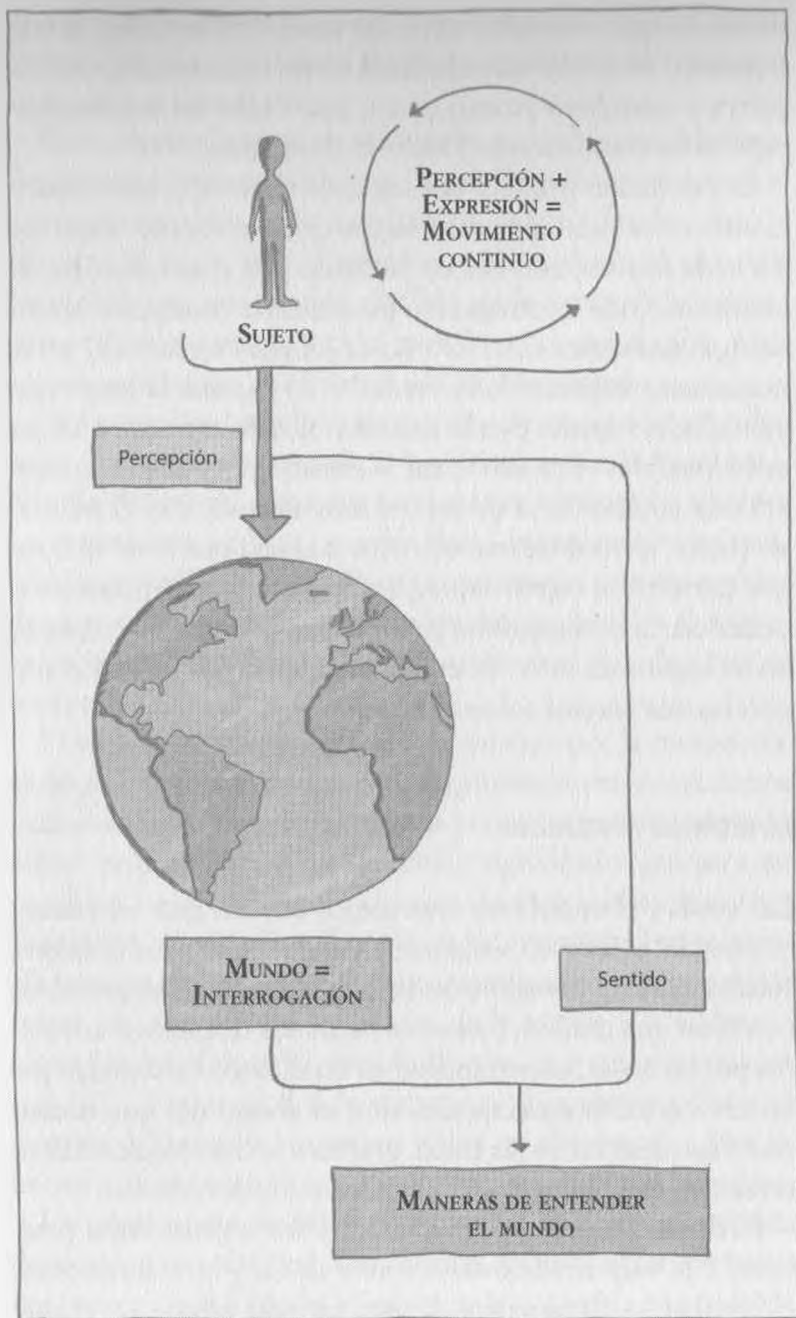 PERCEPCIÓN +
EXPRESIÓN =
MOVIMIENTO
CONTINUO
SUJETO
Percepción
MUNDO =
INTERROGACIÓN
Sentido
MANERAS DE ENTENDER
EL MUNDO